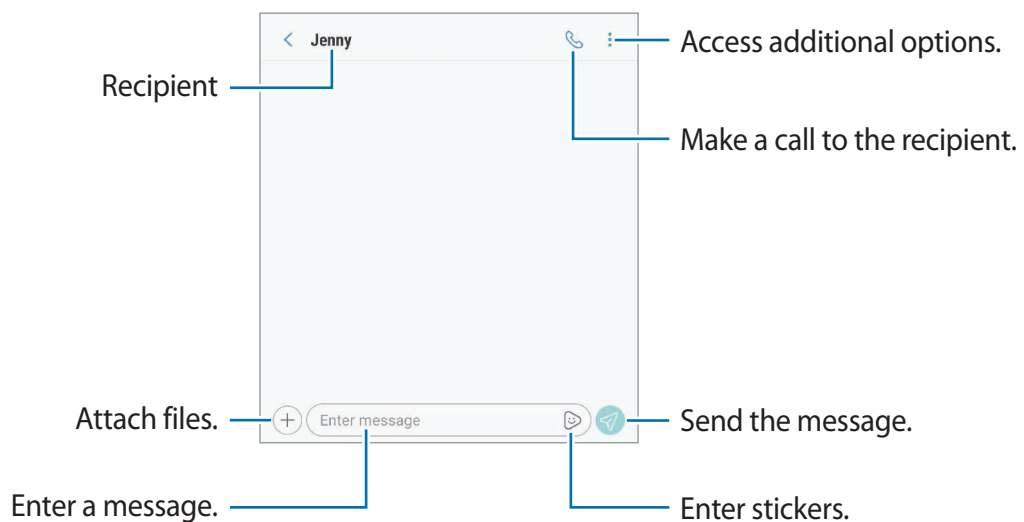 Jenny
Access additional options.
Recipient
Make a call to the recipient.
Attach files.
Enter message
Send the message.
Enter a message.
Enter stickers.